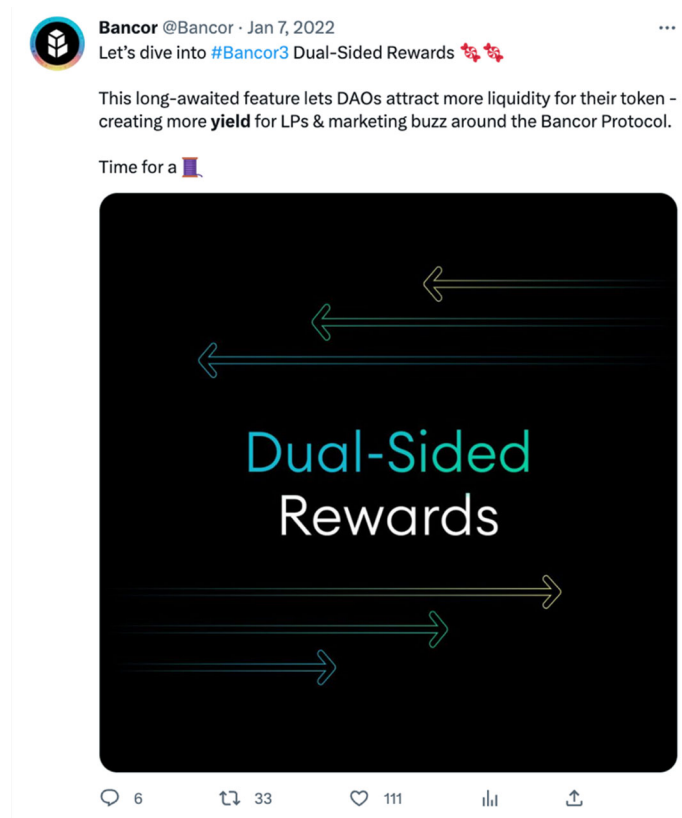 Bancor @Bancor · Jan 7, 2022
Let’s dive into #Bancor3 Dual-Sided Rewards
This long-awaited feature lets DAOs attract more liquidity for their token -
creating more yield for LPs & marketing buzz around the Bancor Protocol.
Time for a
Dual-Sided
Rewards
6 33 111